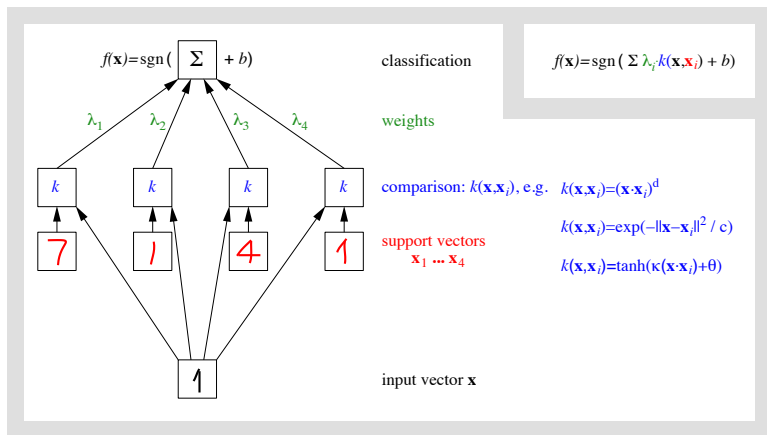 f(x)=sgn ( Σ + b)
classification
f(x)=sgn ( Σ λᵢ·k(x,xᵢ) + b)
λ₁ λ₂ λ₃ λ₄
weights
k k k k
comparison: k(x,xᵢ), e.g.
k(x,xᵢ)=(x·xᵢ)ᵈ
k(x,xᵢ)=exp(–||x–xᵢ||² / c)
7 1 4 1
support vectors
x₁ ... x₄
k(x,xᵢ)=tanh(κ(x·xᵢ)+θ)
1
input vector x